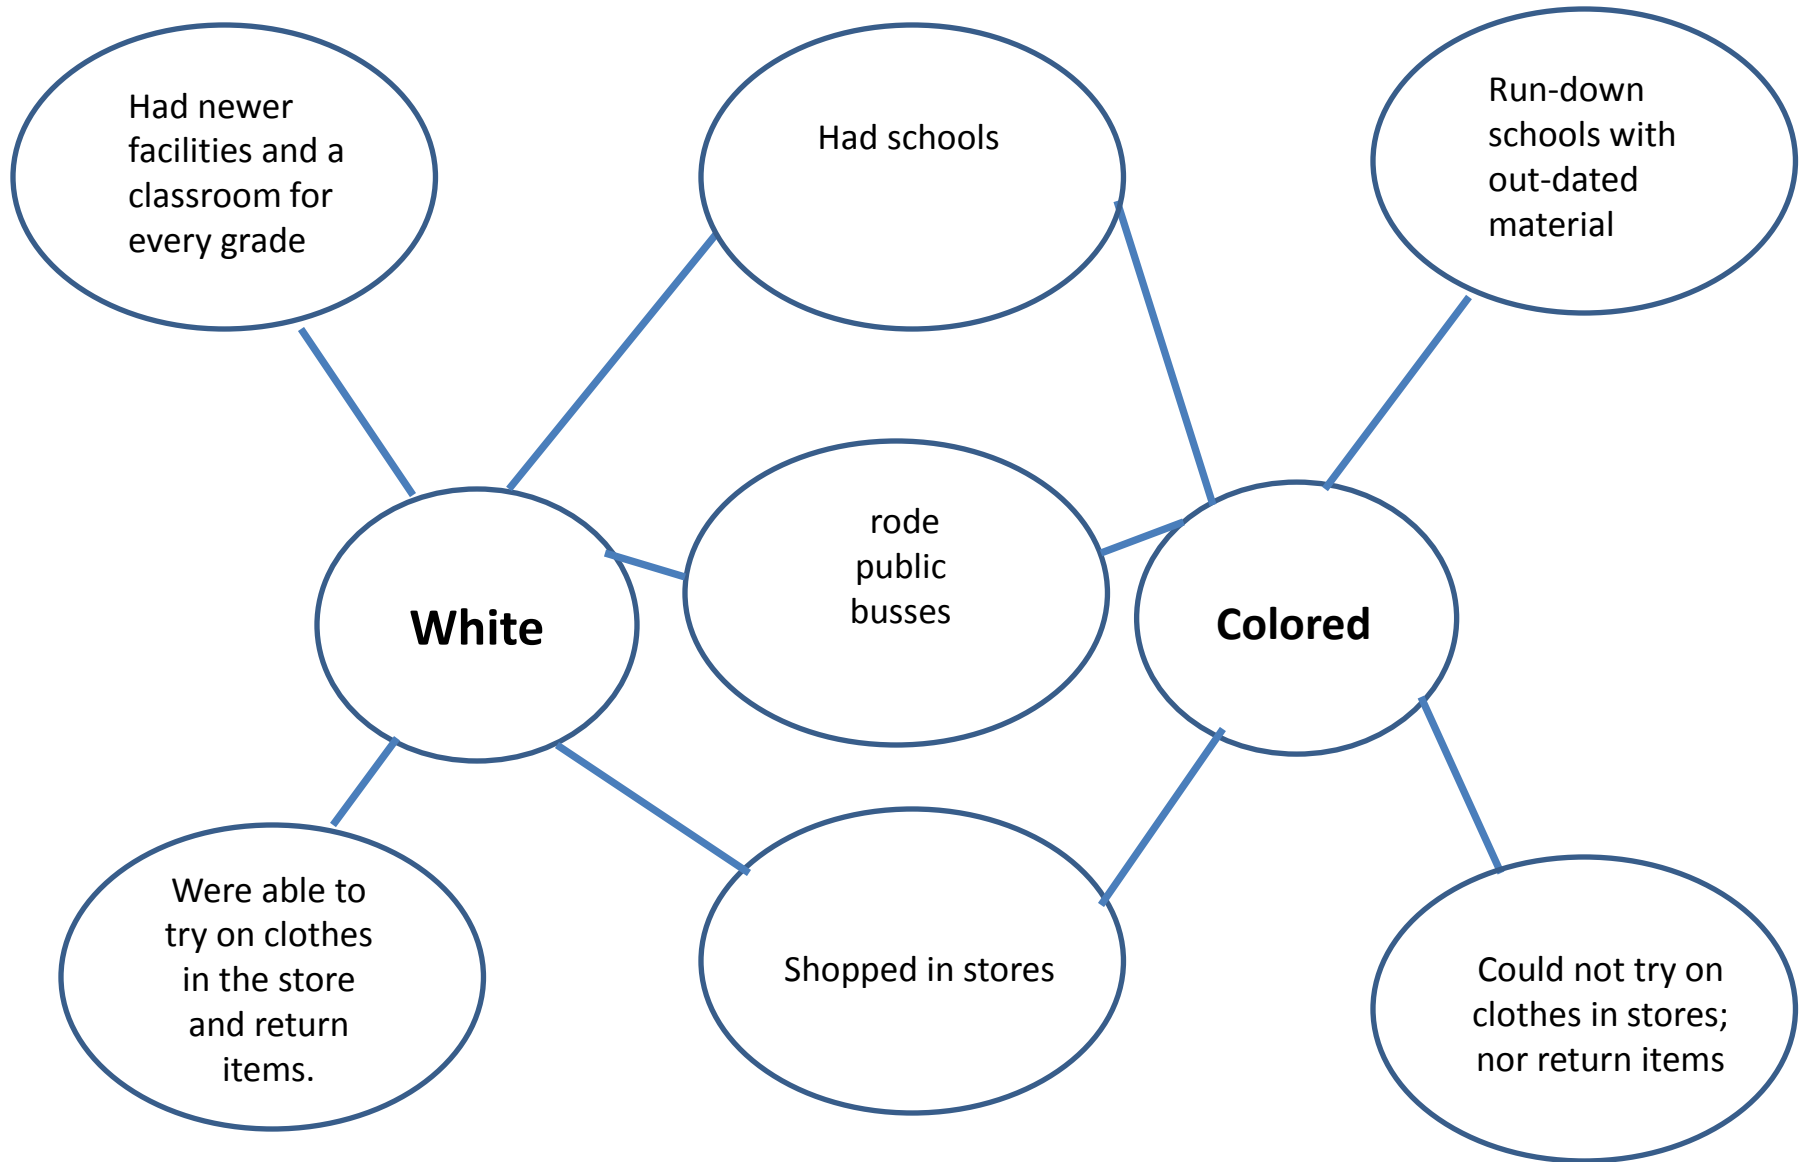 Had newer
facilities and a
classroom for
every grade
Had schools
Run-down
schools with
out-dated
material
rode
public
busses
White
Colored
Were able to
try on clothes
in the store
and return
items.
Shopped in stores
Could not try on
clothes in stores;
nor return items